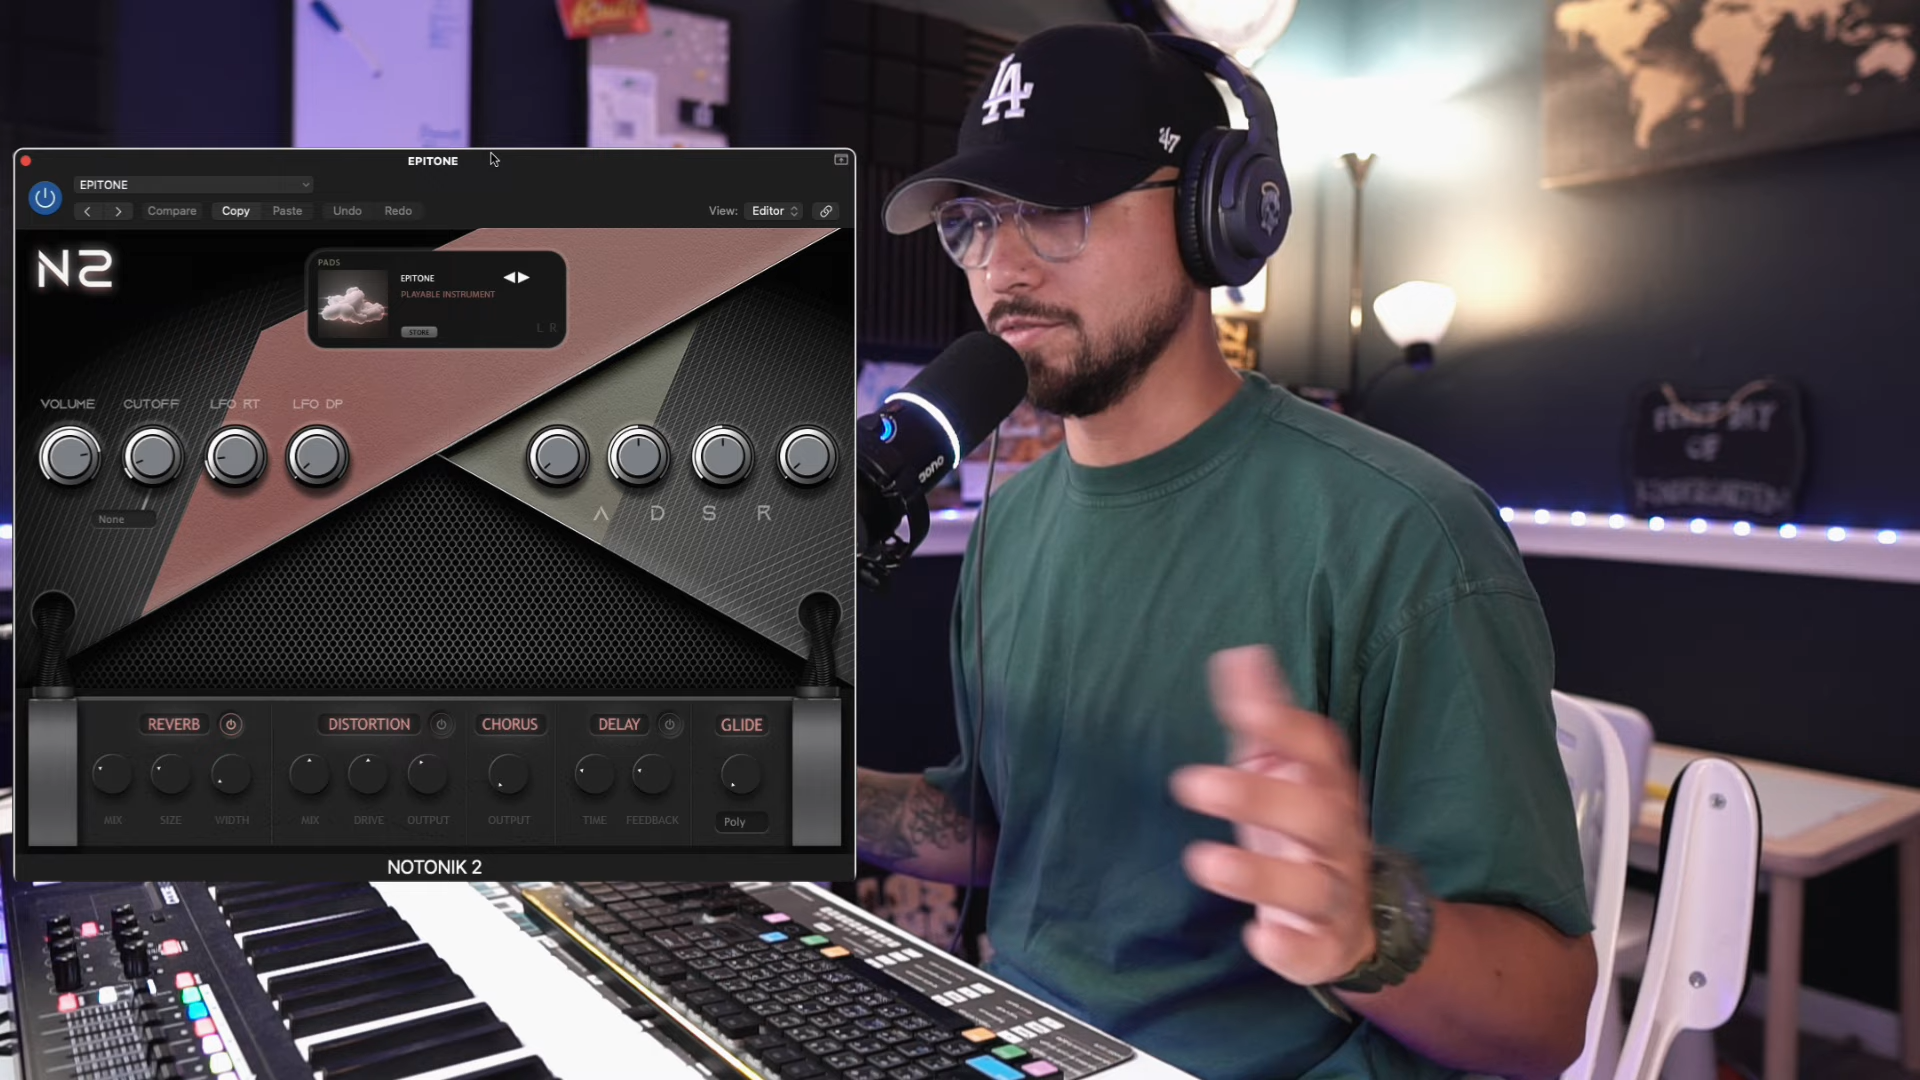 EPITONE
EPITONE
Compare
Copy
Paste
Undo
Redo
View:
Editor
N2
PADS
EPITONE
PLAYABLE INSTRUMENT
STORE
L R
VOLUME
CUTOFF
LFO RT
LFO DP
None
A D S R
REVERB
DISTORTION
CHORUS
DELAY
GLIDE
MIX
SIZE
WIDTH
MIX
DRIVE
OUTPUT
OUTPUT
TIME
FEEDBACK
Poly
NOTONIK 2
LA
'47